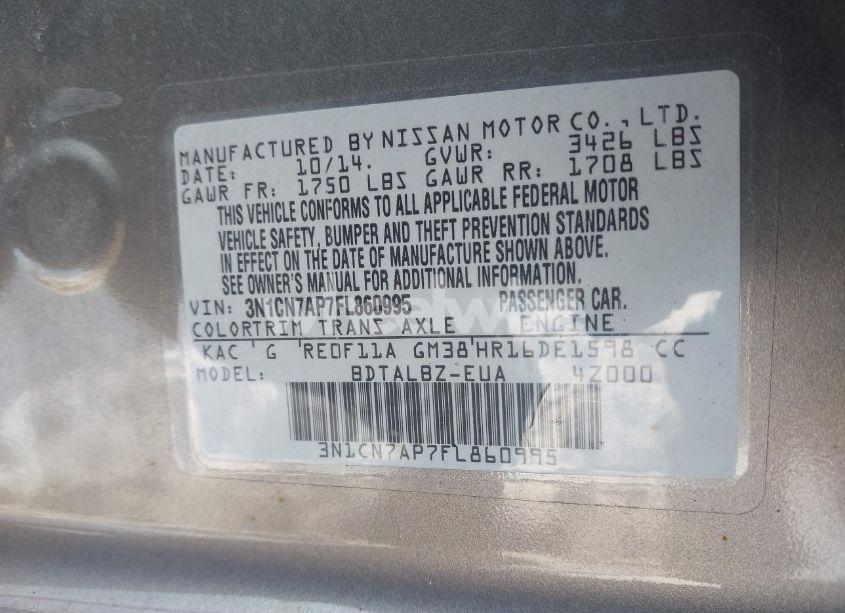 MANUFACTURED BY NISSAN MOTOR CO., LTD.
DATE: 10/14. GVWR: 3426 LBS
GAWR FR: 1750 LBS GAWR RR: 1708 LBS
THIS VEHICLE CONFORMS TO ALL APPLICABLE FEDERAL MOTOR
VEHICLE SAFETY, BUMPER AND THEFT PREVENTION STANDARDS
IN EFFECT ON THE DATE OF MANUFACTURE SHOWN ABOVE.
SEE OWNER'S MANUAL FOR ADDITIONAL INFORMATION.
VIN: 3N1CN7AP7FL860995 PASSENGER CAR.
COLORTRIM TRANS AXLE ENGINE
KAC G RE0F11A GM38 HR16DE1598 CC
MODEL: BDTALBZ-EUA 4Z000
3N1CN7AP7FL860995